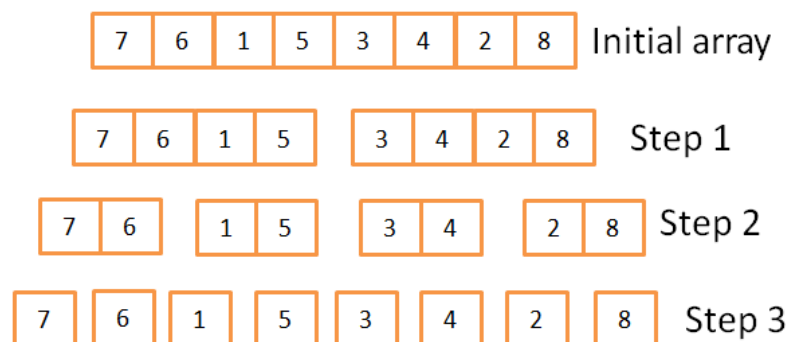 7 6 1 5 3 4 2 8 Initial array
7 6 1 5 3 4 2 8 Step 1
7 6 1 5 3 4 2 8 Step 2
7 6 1 5 3 4 2 8 Step 3